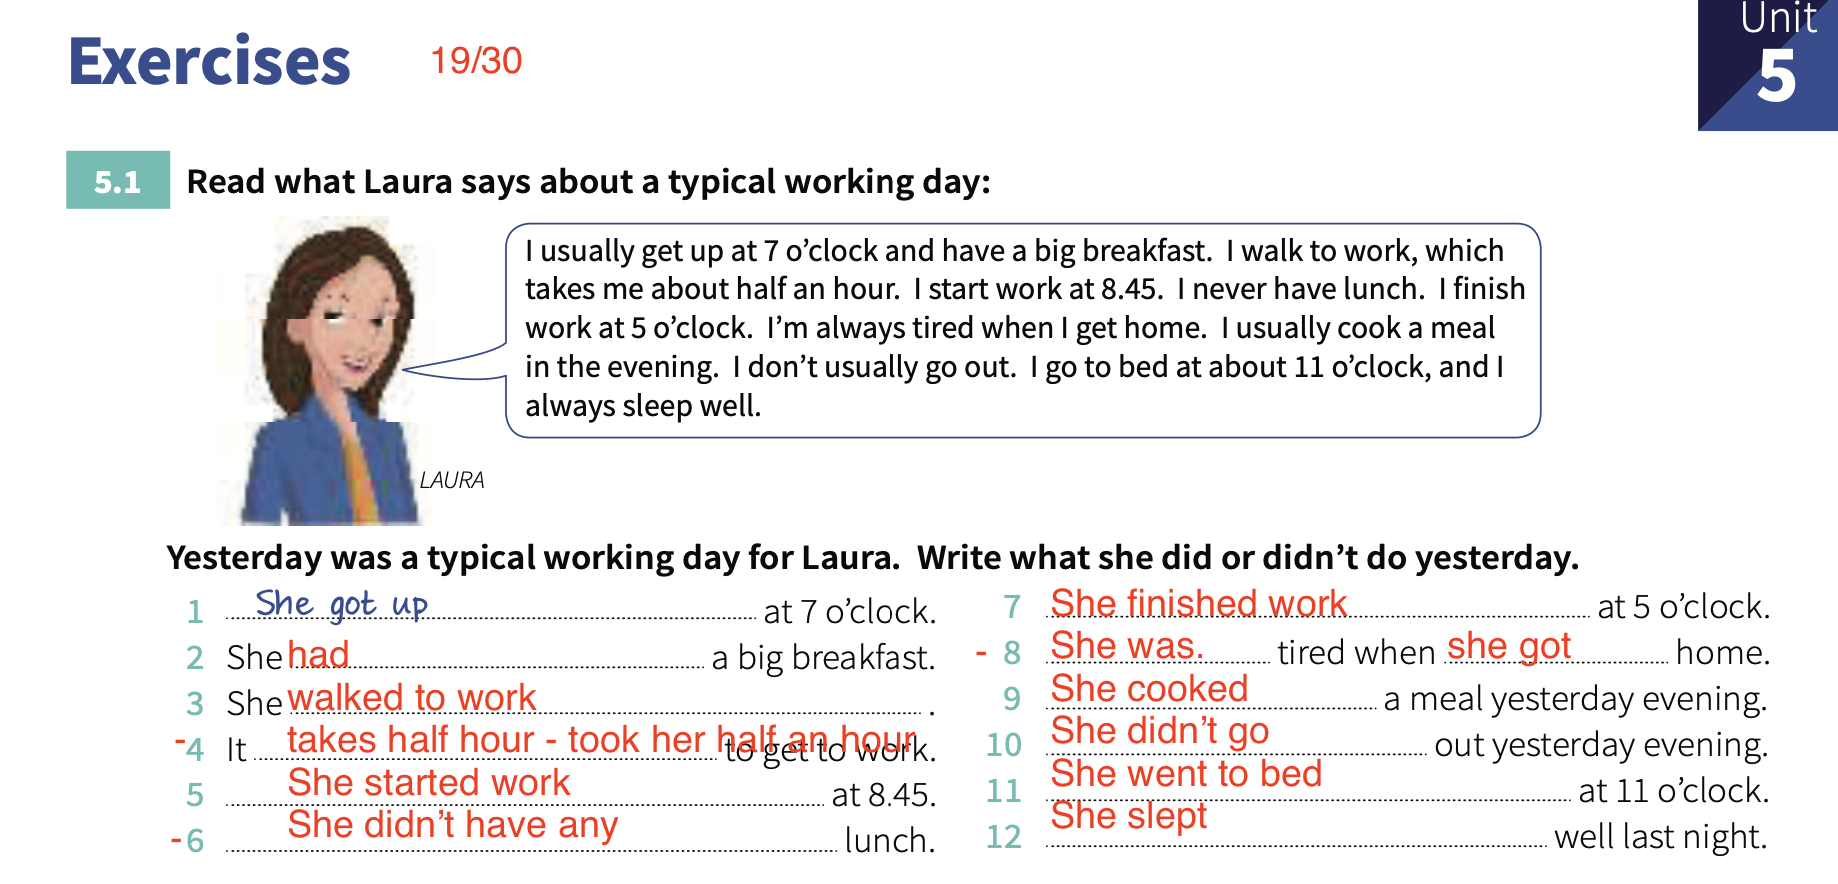 Exercises 19/30
Unit
5
5.1 Read what Laura says about a typical working day:
I usually get up at 7 o’clock and have a big breakfast. I walk to work, which
takes me about half an hour. I start work at 8.45. I never have lunch. I finish
work at 5 o’clock. I’m always tired when I get home. I usually cook a meal
in the evening. I don’t usually go out. I go to bed at about 11 o’clock, and I
always sleep well.
LAURA
Yesterday was a typical working day for Laura. Write what she did or didn’t do yesterday.
1 She got up at 7 o’clock.
2 She had a big breakfast.
3 She walked to work .
-4 It takes half hour - took her half an hour to get to work.
5 She started work at 8.45.
-6 She didn’t have any lunch.
7 She finished work at 5 o’clock.
- 8 She was. tired when she got home.
9 She cooked a meal yesterday evening.
10 She didn’t go out yesterday evening.
11 She went to bed at 11 o’clock.
12 She slept well last night.